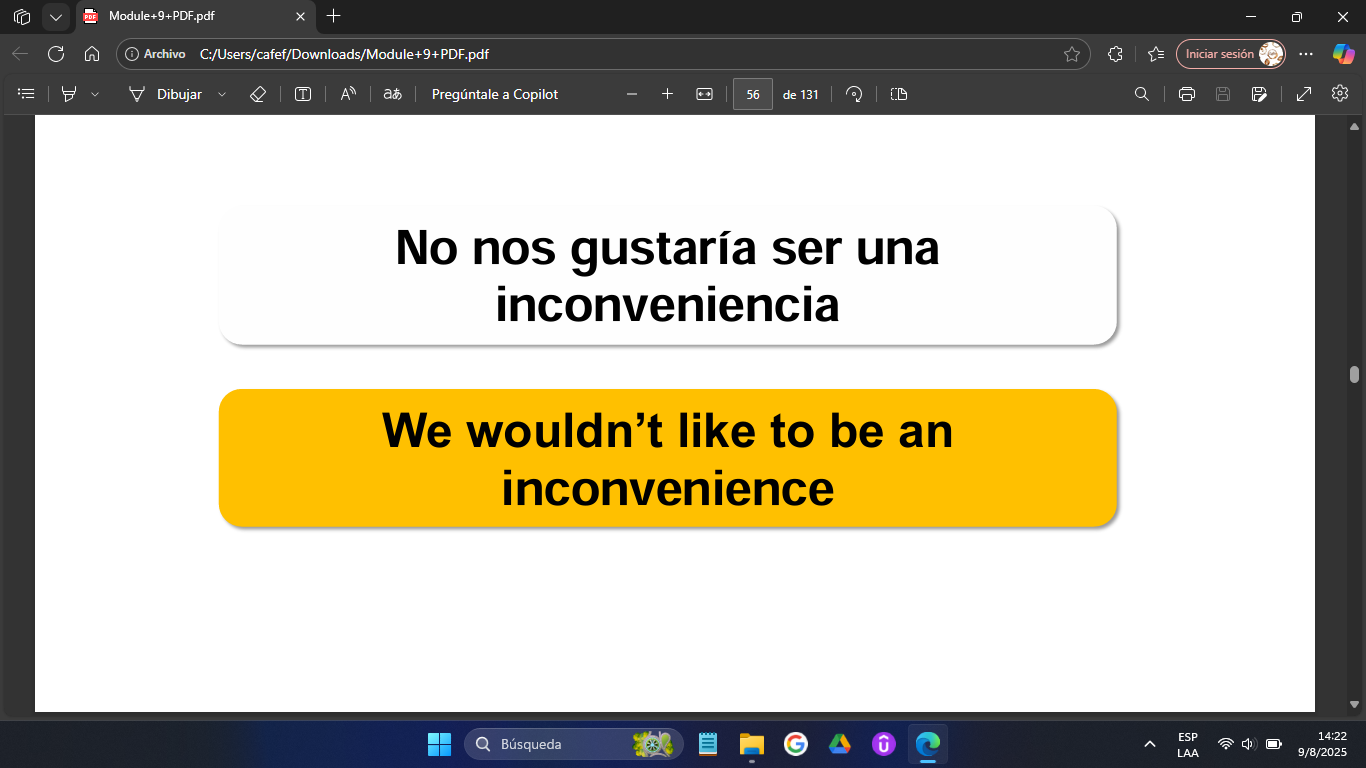 Module+9+PDF.pdf
Archivo C:/Users/cafef/Downloads/Module+9+PDF.pdf Iniciar sesión
Dibujar aあ Pregúntale a Copilot 56 de 131
No nos gustaría ser una
inconveniencia
We wouldn’t like to be an
inconvenience
Búsqueda
ESP 14:22
LAA 9/8/2025